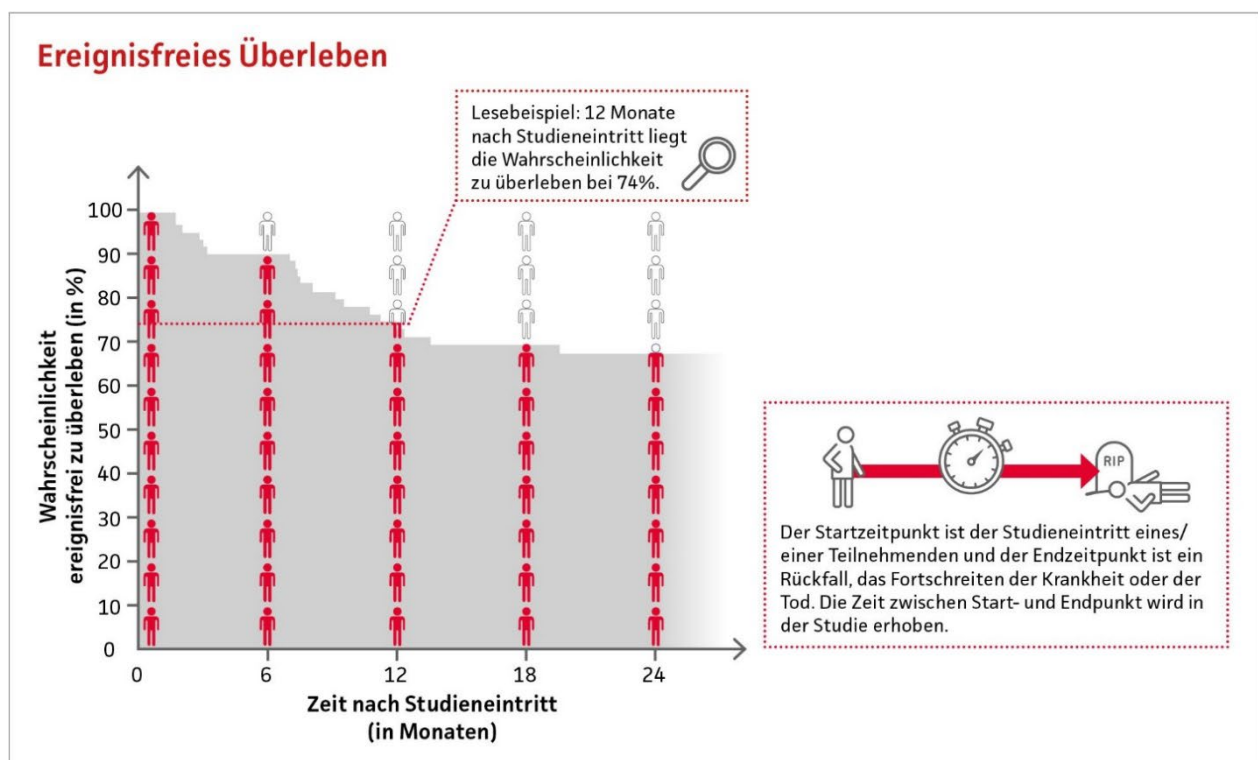 Ereignisfreies Überleben
Lesebeispiel: 12 Monate
nach Studieneintritt liegt
die Wahrscheinlichkeit
zu überleben bei 74%.
Wahrscheinlichkeit
ereignisfrei zu überleben (in %)
100
90
80
70
60
50
40
30
20
10
0
0
6
12
18
24
Zeit nach Studieneintritt
(in Monaten)
RIP
Der Startzeitpunkt ist der Studieneintritt eines/
einer Teilnehmenden und der Endzeitpunkt ist ein
Rückfall, das Fortschreiten der Krankheit oder der
Tod. Die Zeit zwischen Start- und Endpunkt wird in
der Studie erhoben.